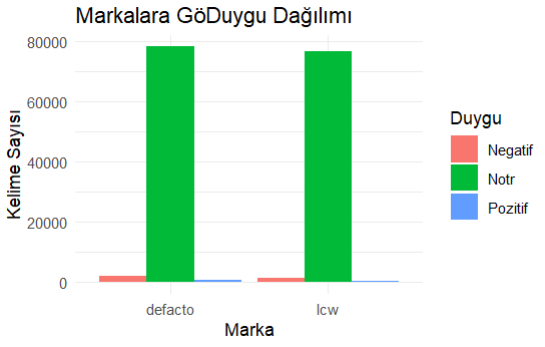 Markalara GöDuygu Dağılımı
80000
60000
40000
20000
0
Kelime Sayısı
defacto
lcw
Marka
Duygu
Negatif
Notr
Pozitif